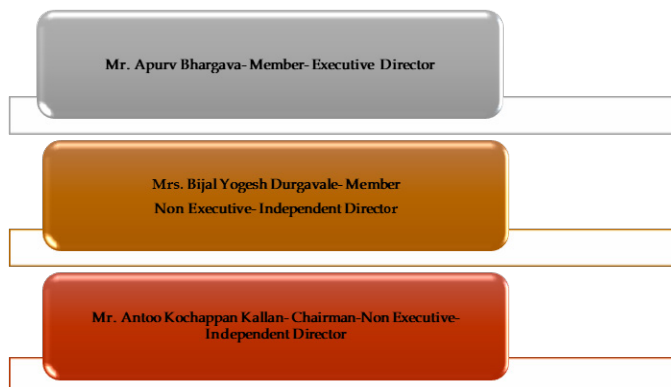 Mr. Apurv Bhargava- Member- Executive Director
Mrs. Bijal Yogesh Durgavale- Member
Non Executive- Independent Director
Mr. Antoo Kochappan Kallan- Chairman-Non Executive-
Independent Director